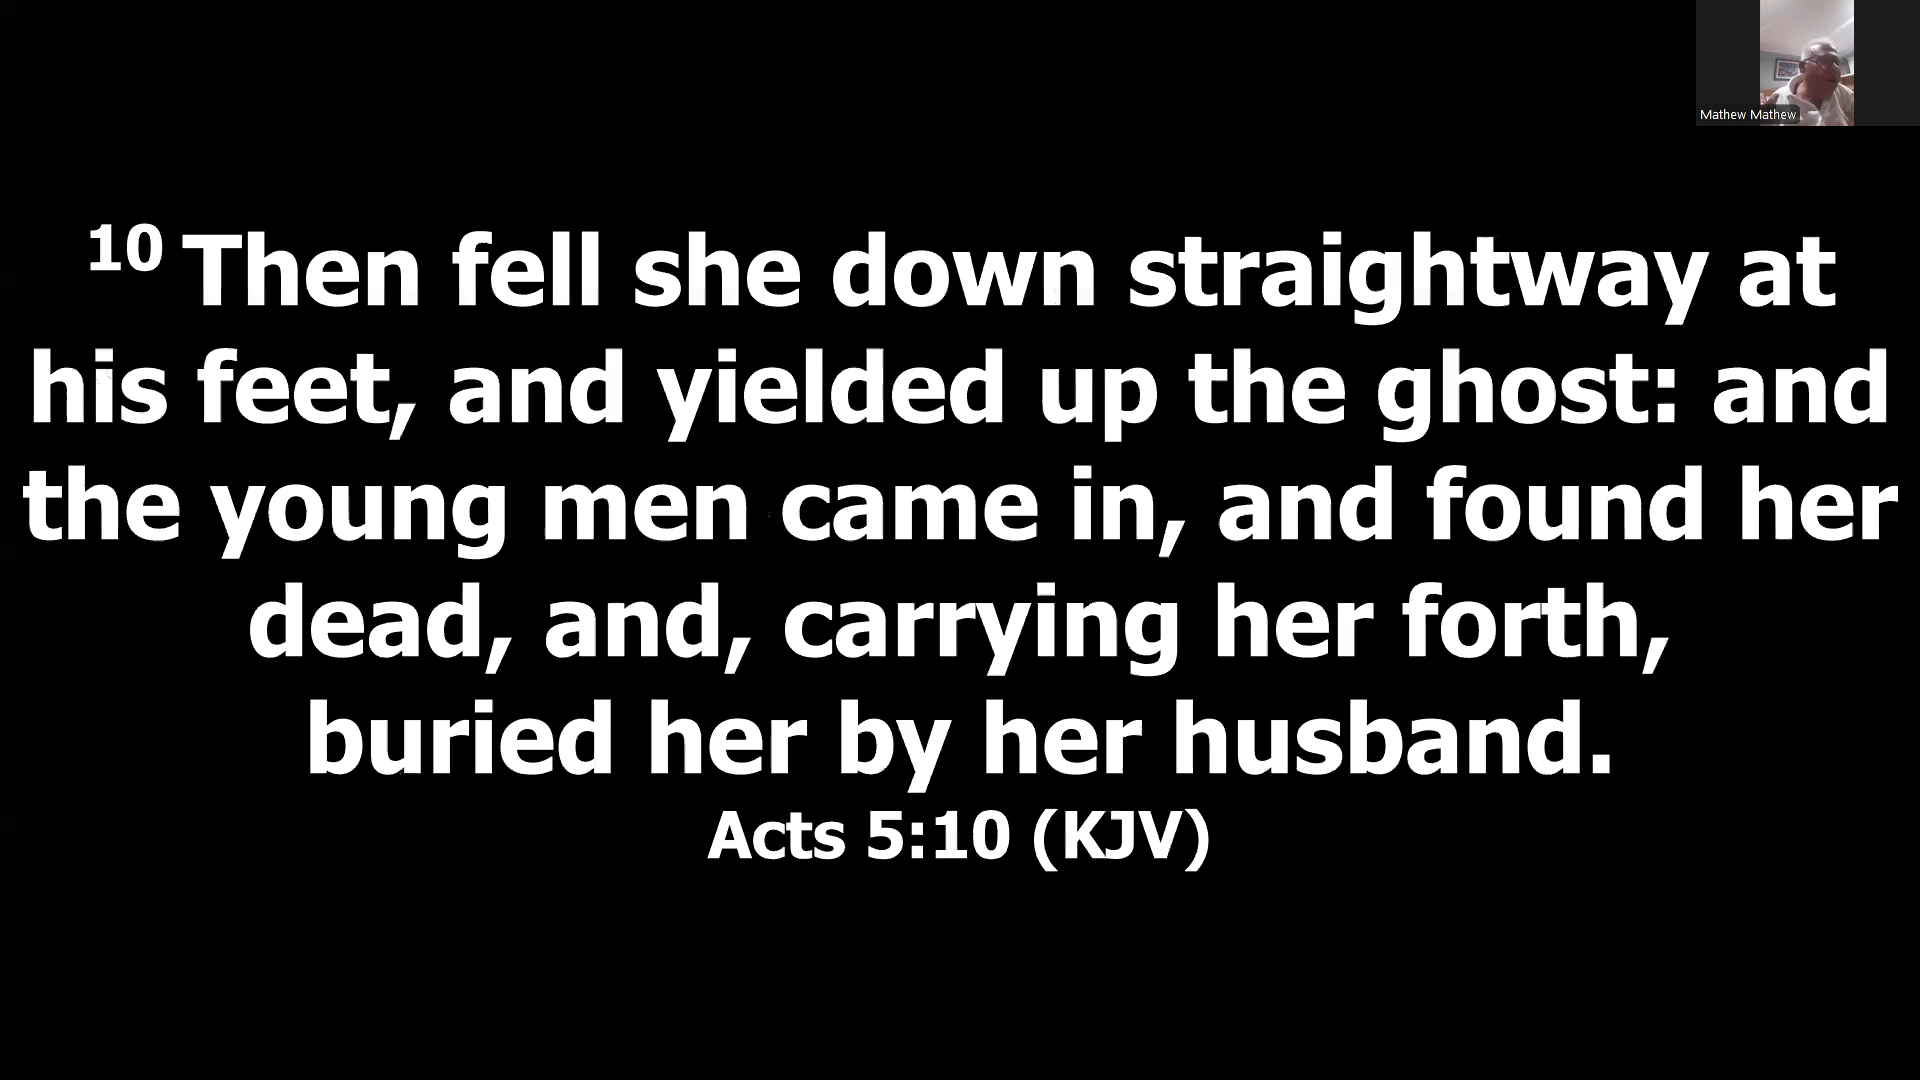 Mathew Mathew
10 Then fell she down straightway at
his feet, and yielded up the ghost: and
the young men came in, and found her
dead, and, carrying her forth,
buried her by her husband.
Acts 5:10 (KJV)